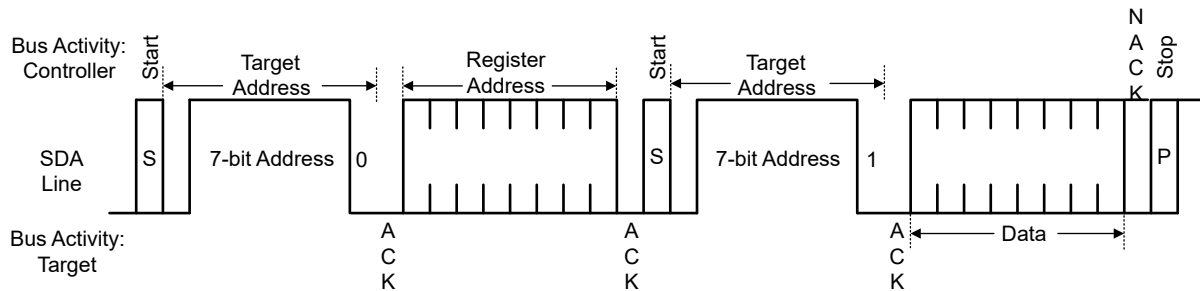 Bus Activity:
Controller
Start
Target
Address
Register
Address
Start
Target
Address
N
A
C
K
Stop
SDA
Line
S
7-bit Address
0
S
7-bit Address
1
P
Bus Activity:
Target
A
C
K
A
C
K
A
C
K
Data